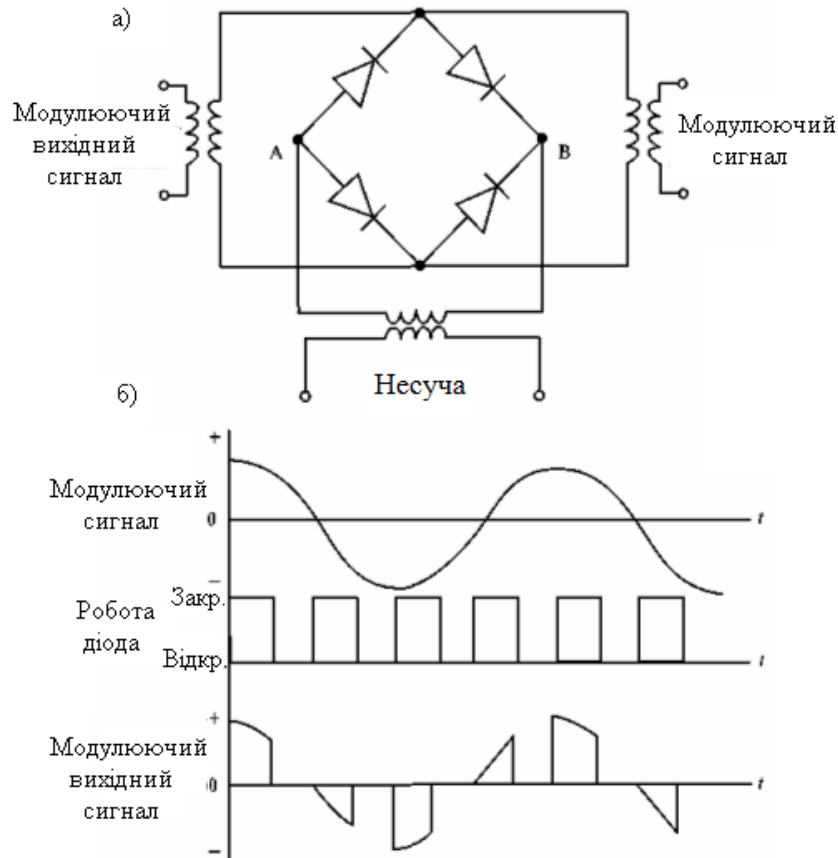 а)
Модулюючий
вихідний
сигнал
A
B
Модулюючий
сигнал
Несуча
б)
+
Модулюючий
сигнал
0
t
−
Закр.
Робота
діода
Відкр.
t
+
Модулюючий
вихідний
сигнал
0
t
−